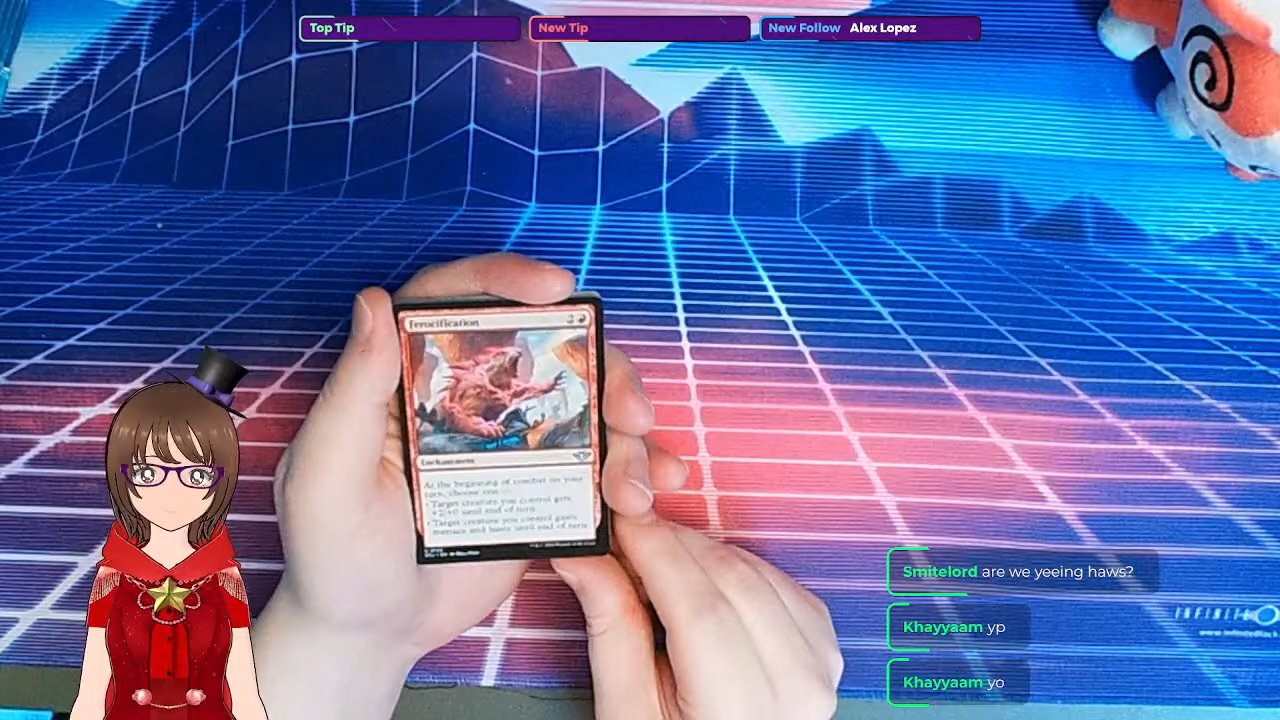 Top Tip
New Tip
New Follow Alex Lopez
Ferocification
Enchantment
At the beginning of combat on your
turn, choose one —
• Target creature you control gets
+2/+0 until end of turn.
• Target creature you control gains
menace and haste until end of turn.
Smitelord are we yeeing haws?
Khayyaam yp
Khayyaam yo
INFINITE